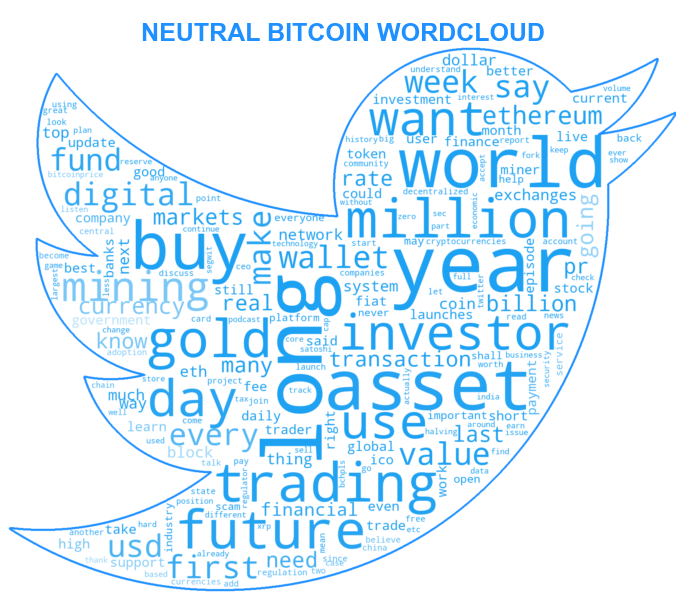 NEUTRAL BITCOIN WORDCLOUD
dollar
understand
better
week
say
volume
interest
using
great
look
plan
investment
current
top
update
want
ethereum
month
fund
reserve
good
anyone
history
big
user
finance
report
live
back
token
community
world
accept
fork
keep
ever
show
bitcoinprice
rate
miner
help
digital
point
could
decentralized
exchanges
listen
company
markets
without
million
zero
sec
part
economic
going
central
continue
everyone
become
game
largest
banks
less
next
buy
segwit
make
network
technology
start
may
cryptocurrencies
year
account
episode
best
discuss
ceo
wallet
companies
system
full
twitter
let
pr
check
stock
mining
still
real
fiat
never
coin
billion
currency
government
card
podcast
platform
long
cap
launches
read
news
change
know
adoption
gold
core
satoshi
said
investor
eth
many
launch
transaction
shall
worth
business
service
security
chain
store
project
fee
track
asset
actually
india
payment
day
much
way
well
tax
join
used
come
daily
right
use
important
short
halving
around
earn
issue
learn
every
trader
sell
global
last
find
block
thing
ico
value
work
data
open
talk
pay
regulator
bchpls
go
trading
state
position
scam
different
financial
even
industry
future
xrp
mean
trade
free
etc
another
hard
take
high
usd
already
believe
china
thank
support
based
first
need
since
case
regulation
two
currencies
add